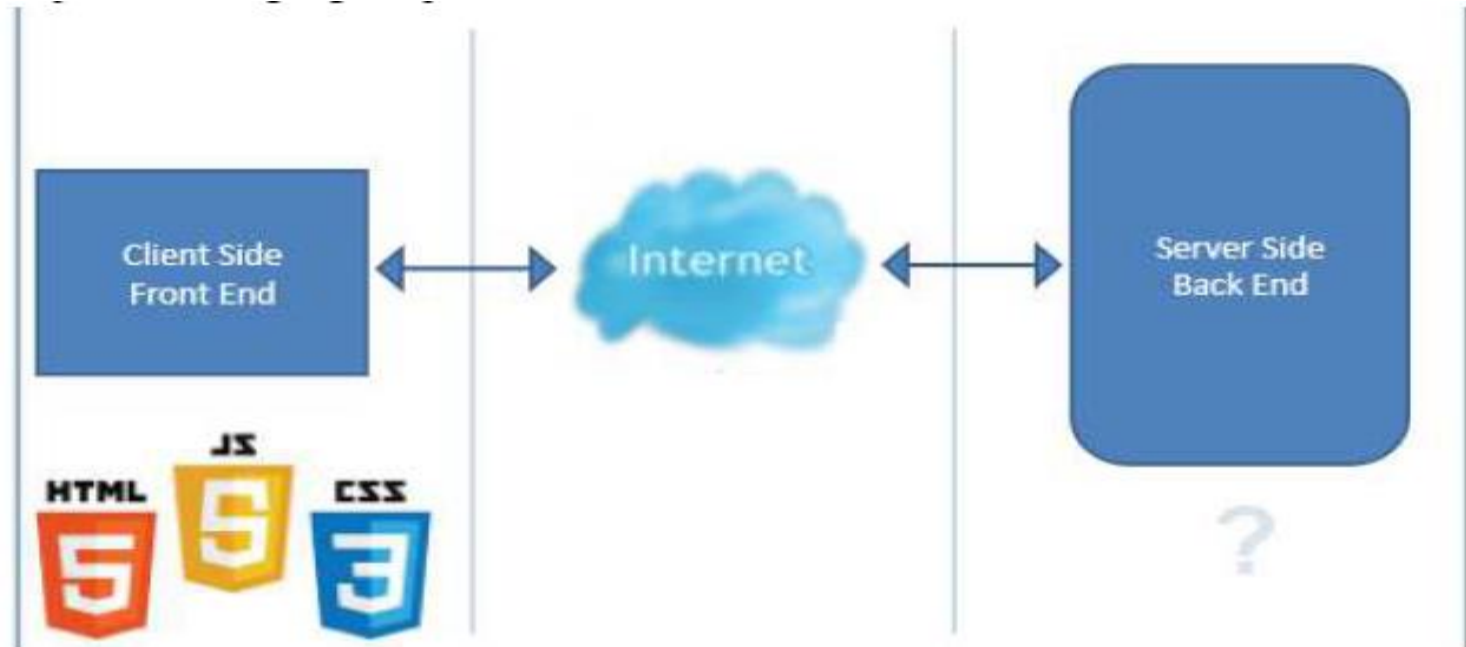 Client Side
Front End
Internet
Server Side
Back End
JS
HTML
CSS
5
5
3
?